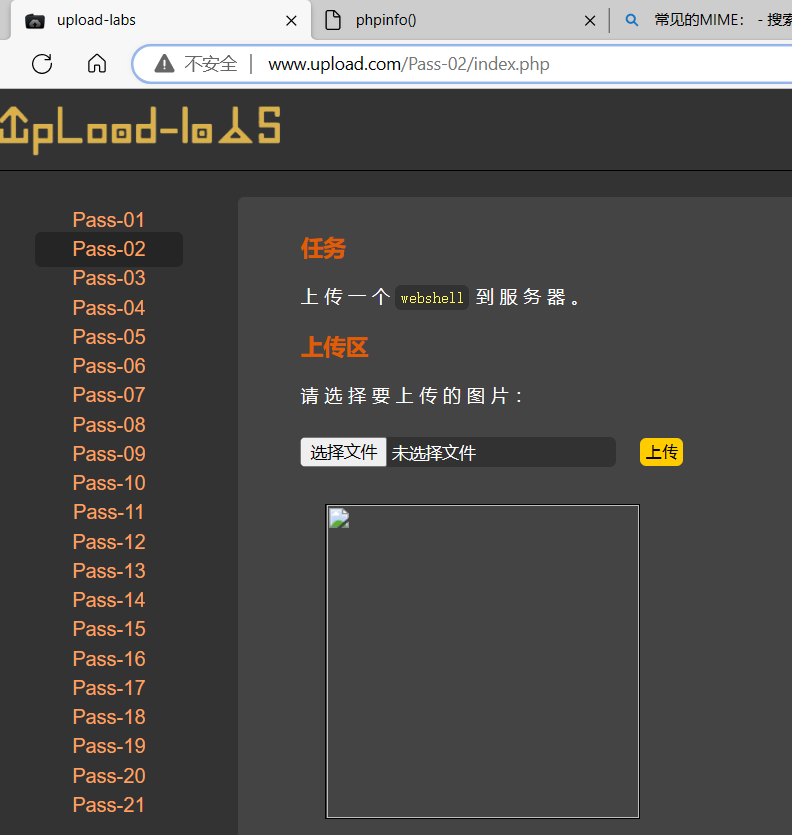 upload-labs
phpinfo()
常见的MIME： - 搜索
不安全 | www.upload.com/Pass-02/index.php
UpLoad-labs
Pass-01
Pass-02
Pass-03
Pass-04
Pass-05
Pass-06
Pass-07
Pass-08
Pass-09
Pass-10
Pass-11
Pass-12
Pass-13
Pass-14
Pass-15
Pass-16
Pass-17
Pass-18
Pass-19
Pass-20
Pass-21
任务
上传一个 webshell 到服务器。
上传区
请选择要上传的图片：
选择文件 未选择文件 上传